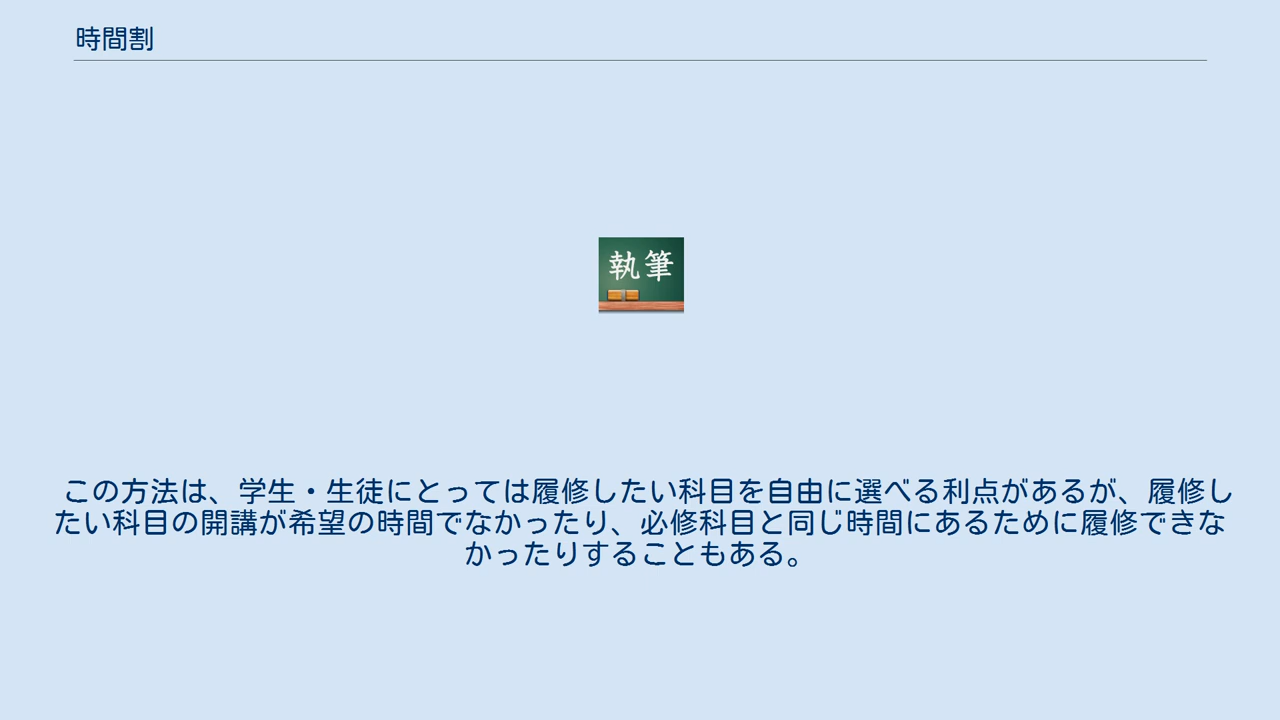 時間割
執筆
この方法は、学生・生徒にとっては履修したい科目を自由に選べる利点があるが、履修し
たい科目の開講が希望の時間でなかったり、必修科目と同じ時間にあるために履修できな
かったりすることもある。